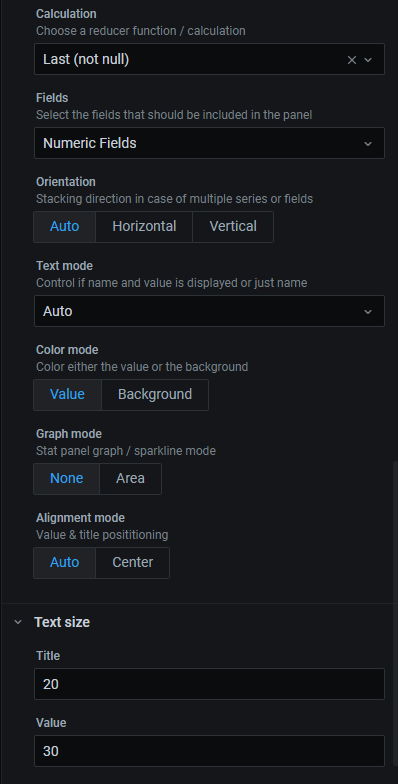 Calculation
Choose a reducer function / calculation
Last (not null)
Fields
Select the fields that should be included in the panel
Numeric Fields
Orientation
Stacking direction in case of multiple series or fields
Auto Horizontal Vertical
Text mode
Control if name and value is displayed or just name
Auto
Color mode
Color either the value or the background
Value Background
Graph mode
Stat panel graph / sparkline mode
None Area
Alignment mode
Value & title posititioning
Auto Center
Text size
Title
20
Value
30